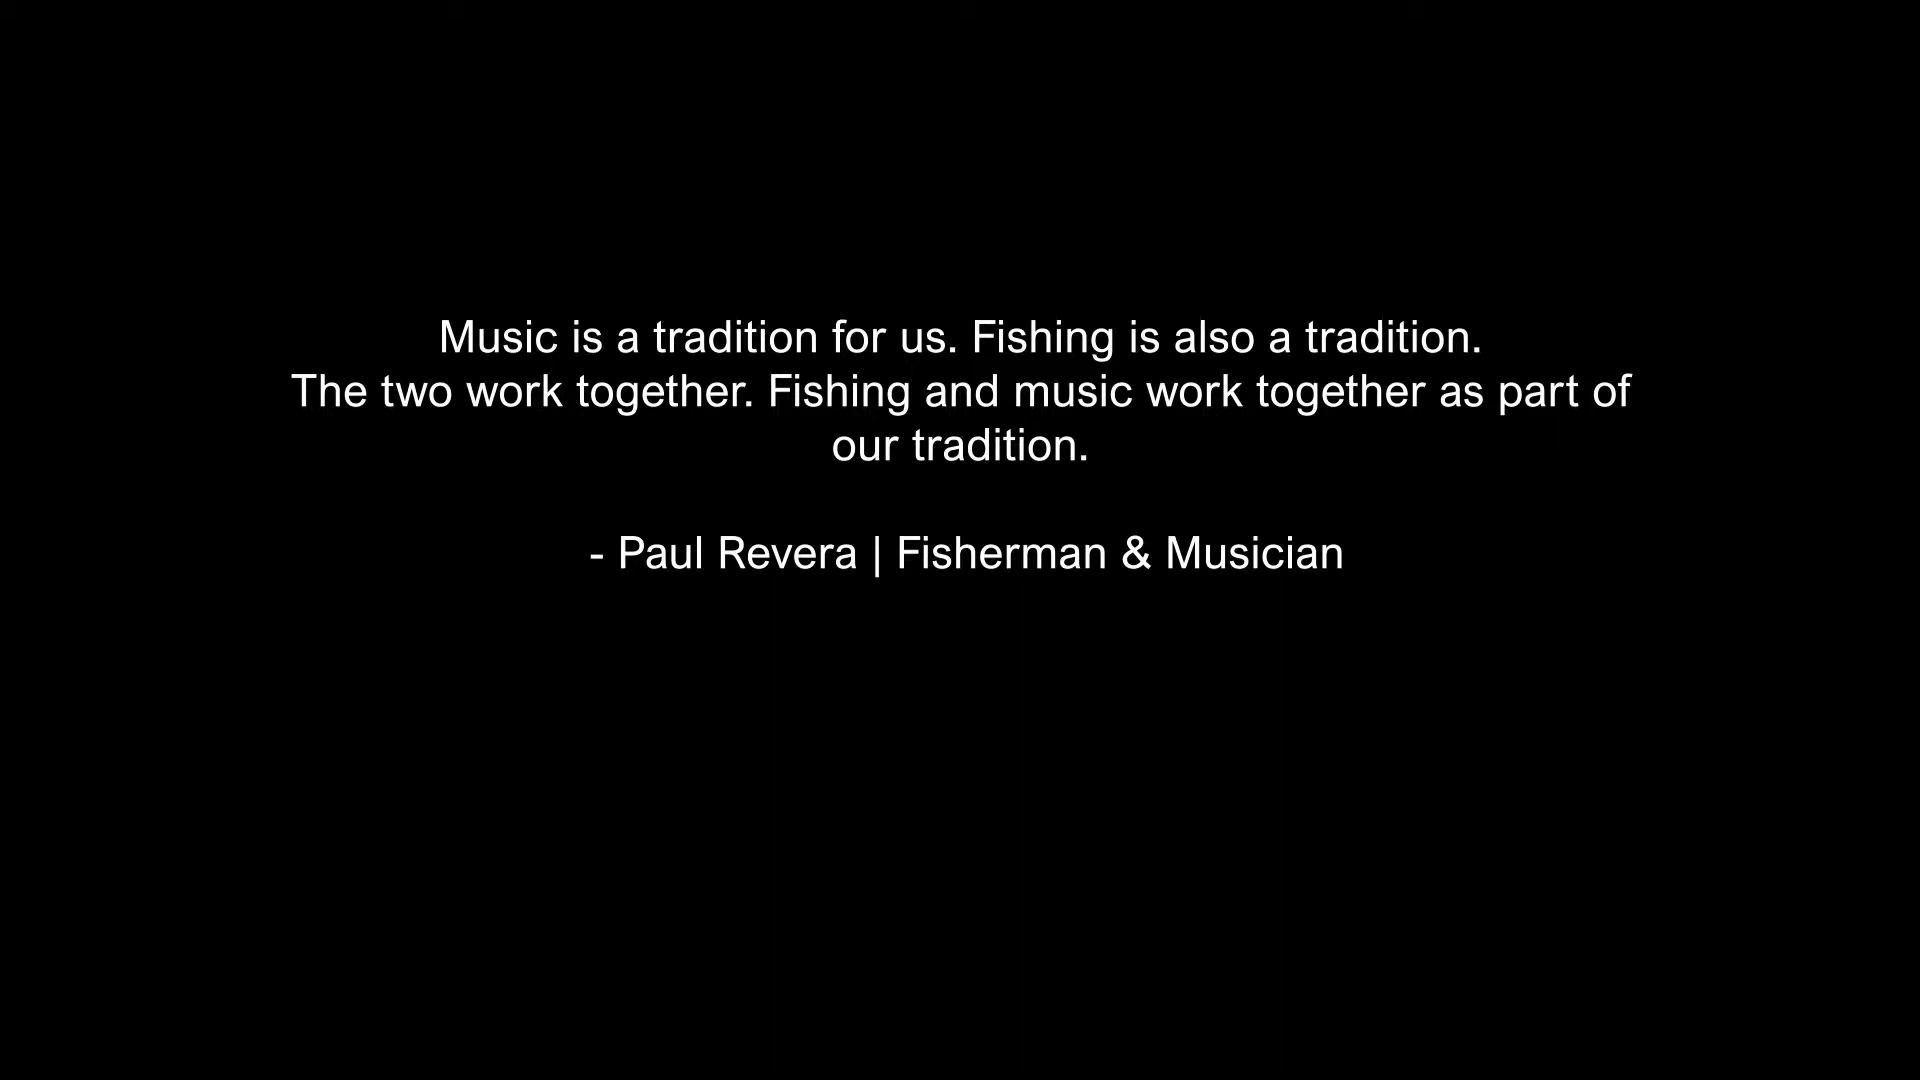 Music is a tradition for us. Fishing is also a tradition.
The two work together. Fishing and music work together as part of
our tradition.
- Paul Revera | Fisherman & Musician